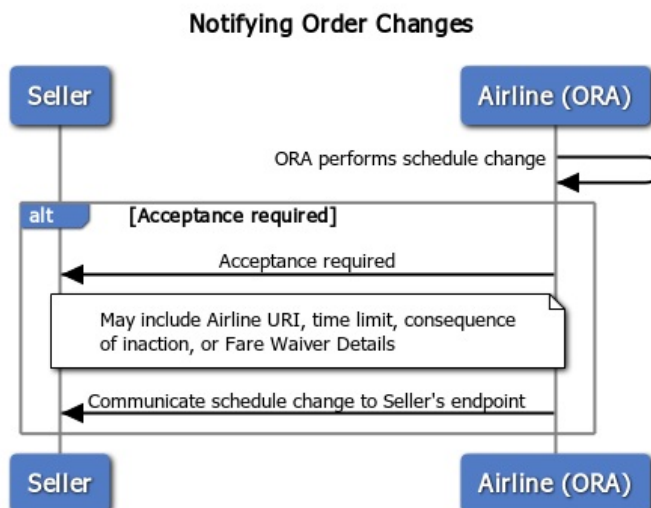 Notifying Order Changes
Seller
Airline (ORA)
ORA performs schedule change
alt
[Acceptance required]
Acceptance required
May include Airline URI, time limit, consequence
of inaction, or Fare Waiver Details
Communicate schedule change to Seller's endpoint
Seller
Airline (ORA)